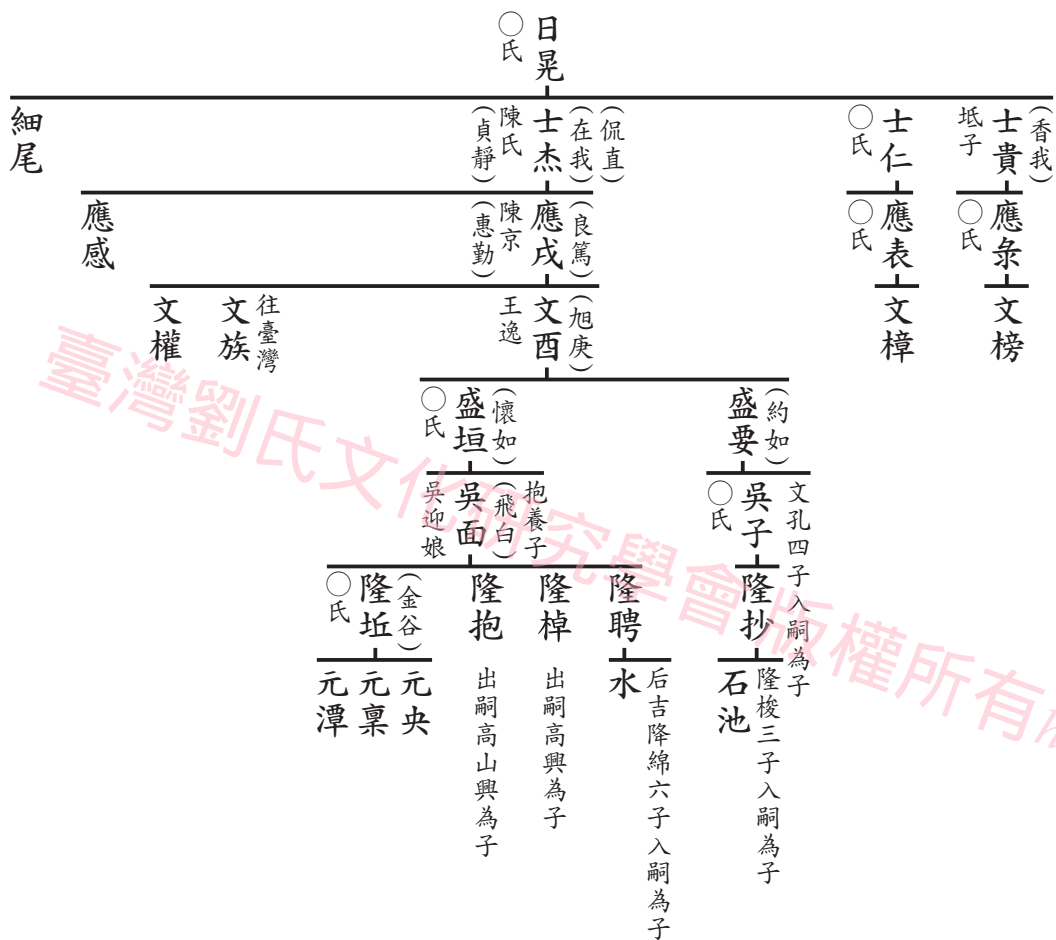 日晃
○氏
(香我)
士貴
坻子
士仁
○氏
(侃直)
(在我)
士杰
陳氏
(貞靜)
細尾
應彔
○氏
應表
○氏
(良篤)
應戌
陳京
(惠勤)
應感
文榜
文樟
(旭庚)
文酉
王逸
往臺灣
文族
文權
(約如)
盛要
(懷如)
盛垣
○氏
文孔四子入嗣為子
吳子
○氏
抱養子
(飛白)
吳面
吳迎娘
隆抄
隆聘
隆棹
隆抱
(金谷)
隆坵
○氏
隆梭三子入嗣為子
石池
后吉降綿六子入嗣為子
水
出嗣高興為子
出嗣高山興為子
元央
元稟
元潭
臺灣劉氏文化研究學會版權所有